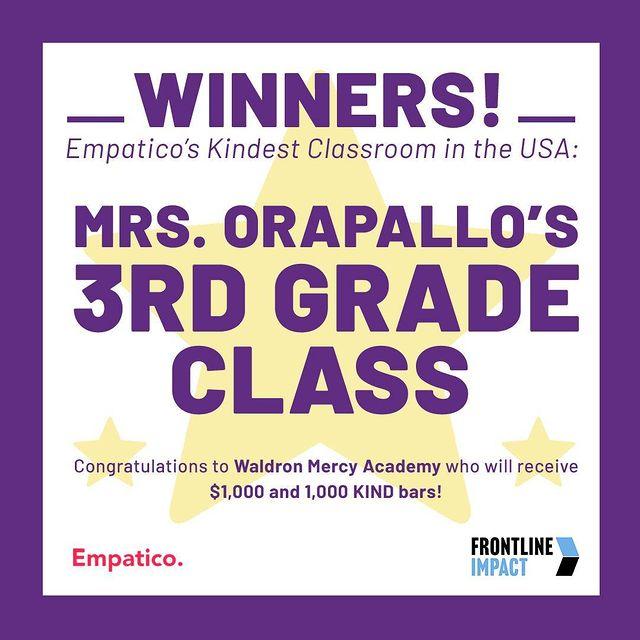 WINNERS!
Empatico's Kindest Classroom in the USA:
MRS. ORAPALLO'S
3RD GRADE
CLASS
Congratulations to Waldron Mercy Academy who will receive
$1,000 and 1,000 KIND bars!
Empatico.
FRONTLINE
IMPACT